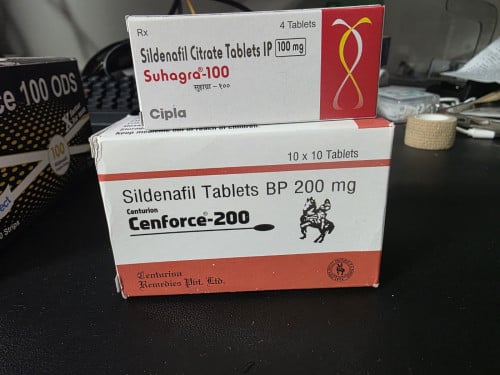 Rx
4 Tablets
Sildenafil Citrate Tablets IP 100 mg
Suhagra®-100
सुहाग्रा - १००
Cipla
10 x 10 Tablets
Sildenafil Tablets BP 200 mg
Centurion
Cenforce®-200
Centurion
Remedies Pvt. Ltd.
ce 100 ODS
100